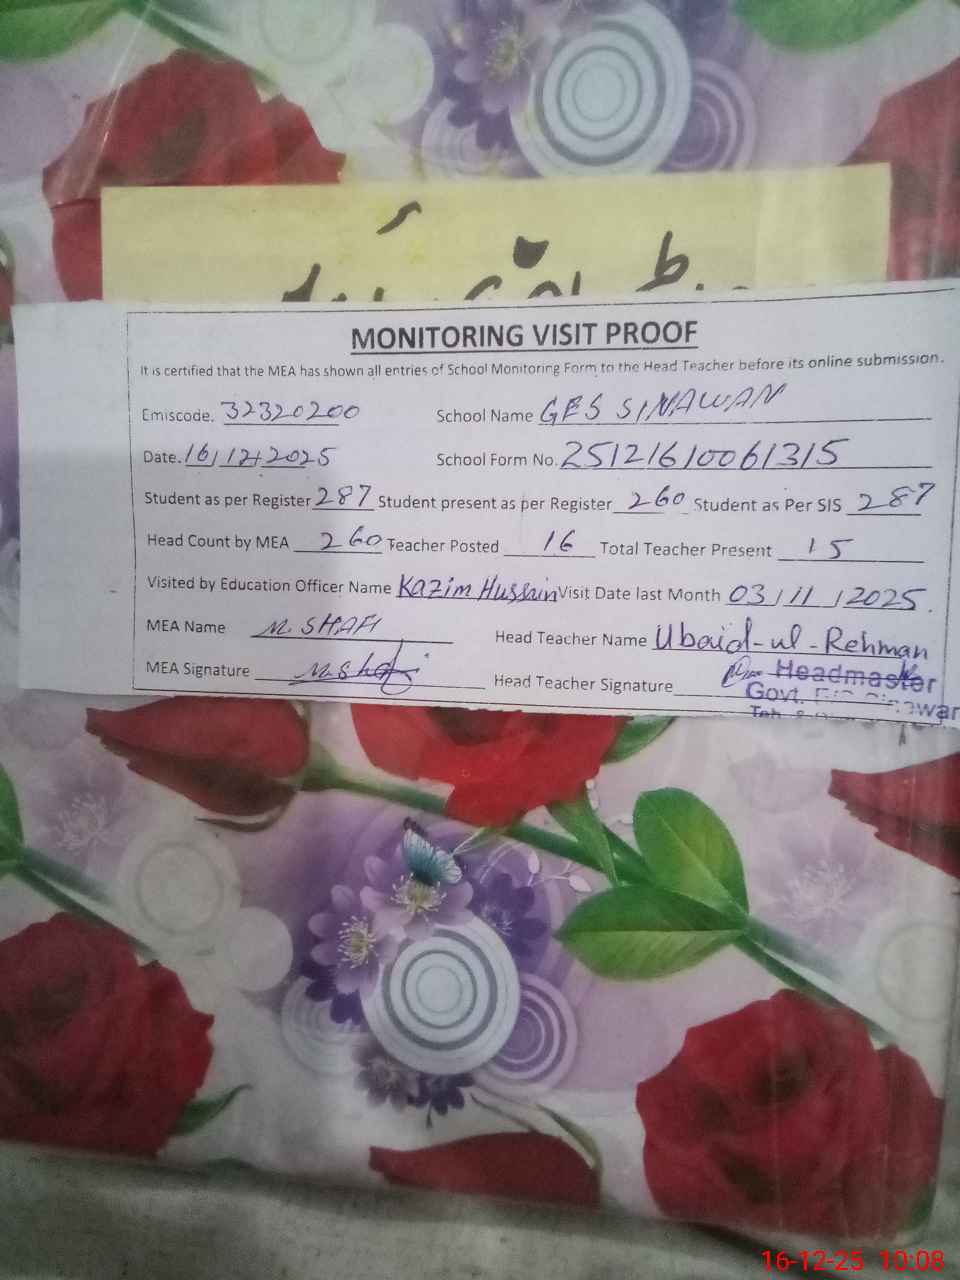 MONITORING VISIT PROOF
It is certified that the MEA has shown all entries of School Monitoring Form to the Head Teacher before its online submission.
Emiscode. 32320200 School Name GES SINAWAN
Date. 16/12/2025 School Form No. 25121610061315
Student as per Register 287 Student present as per Register 260 Student as Per SIS 287
Head Count by MEA 260 Teacher Posted 16 Total Teacher Present 15
Visited by Education Officer Name Kazim Hussain Visit Date last Month 03/11/2025.
MEA Name M. SHAFI Head Teacher Name Ubaid-ul-Rehman
MEA Signature M. Shafi Head Teacher Signature
Headmaster
Govt.
16-12-25 10:08